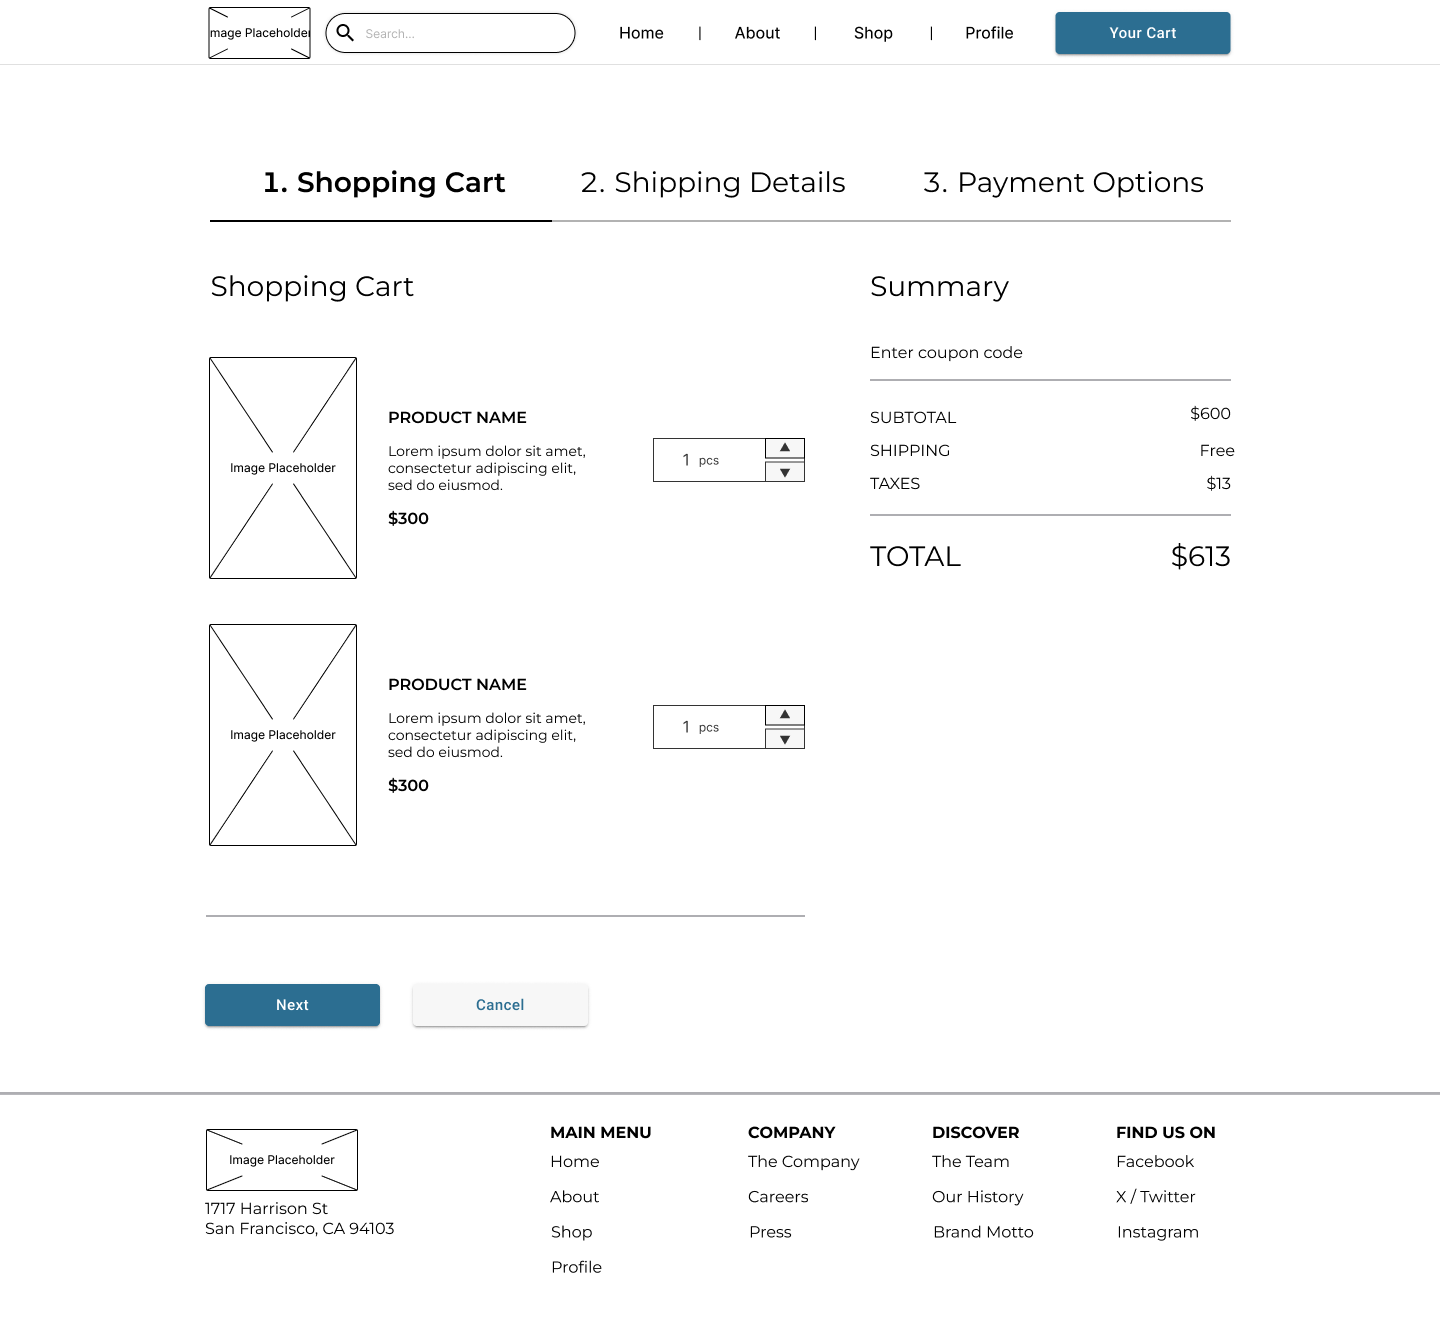 mage Placeholder
Search...
Home | About | Shop | Profile
Your Cart
1. Shopping Cart
2. Shipping Details
3. Payment Options
Shopping Cart
Image Placeholder
PRODUCT NAME
Lorem ipsum dolor sit amet,
consectetur adipiscing elit,
sed do eiusmod.
$300
1 pcs
Image Placeholder
PRODUCT NAME
Lorem ipsum dolor sit amet,
consectetur adipiscing elit,
sed do eiusmod.
$300
1 pcs
Summary
Enter coupon code
SUBTOTAL $600
SHIPPING Free
TAXES $13
TOTAL $613
Next
Cancel
Image Placeholder
1717 Harrison St
San Francisco, CA 94103
MAIN MENU
Home
About
Shop
Profile
COMPANY
The Company
Careers
Press
DISCOVER
The Team
Our History
Brand Motto
FIND US ON
Facebook
X / Twitter
Instagram